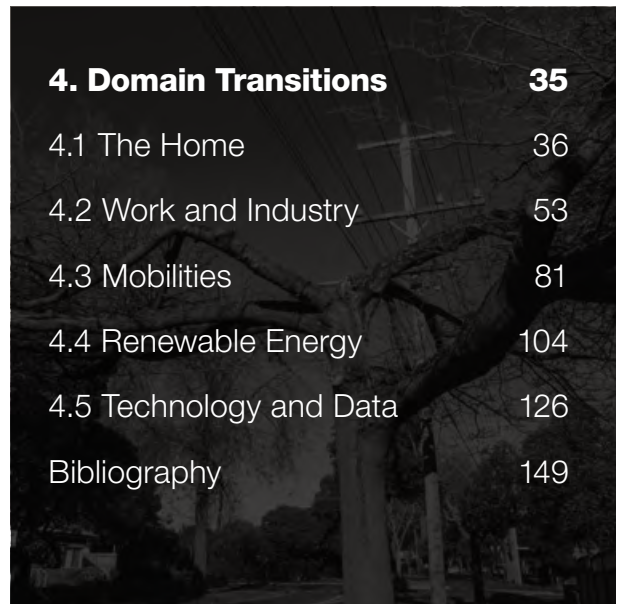 4. Domain Transitions 35
4.1 The Home 36
4.2 Work and Industry 53
4.3 Mobilities 81
4.4 Renewable Energy 104
4.5 Technology and Data 126
Bibliography 149